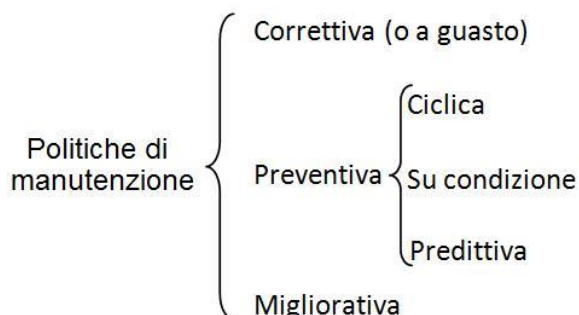 Politiche di
manutenzione
Correttiva (o a guasto)
Preventiva
Ciclica
Su condizione
Predittiva
Migliorativa